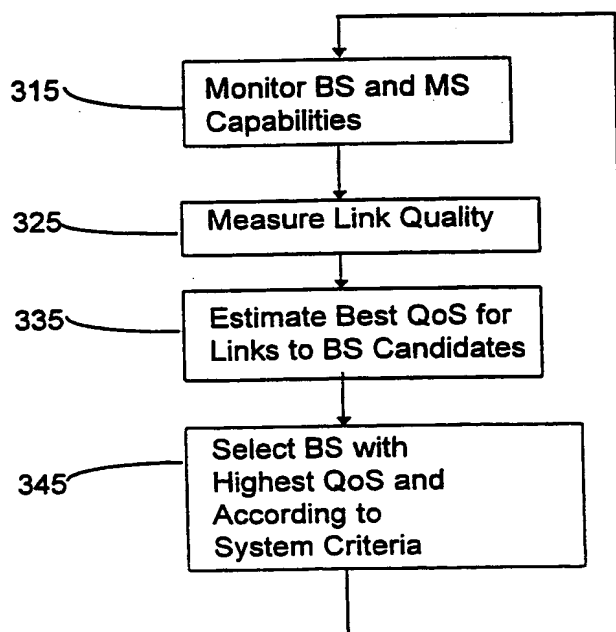 315
Monitor BS and MS
Capabilities
325
Measure Link Quality
335
Estimate Best QoS for
Links to BS Candidates
345
Select BS with
Highest QoS and
According to
System Criteria